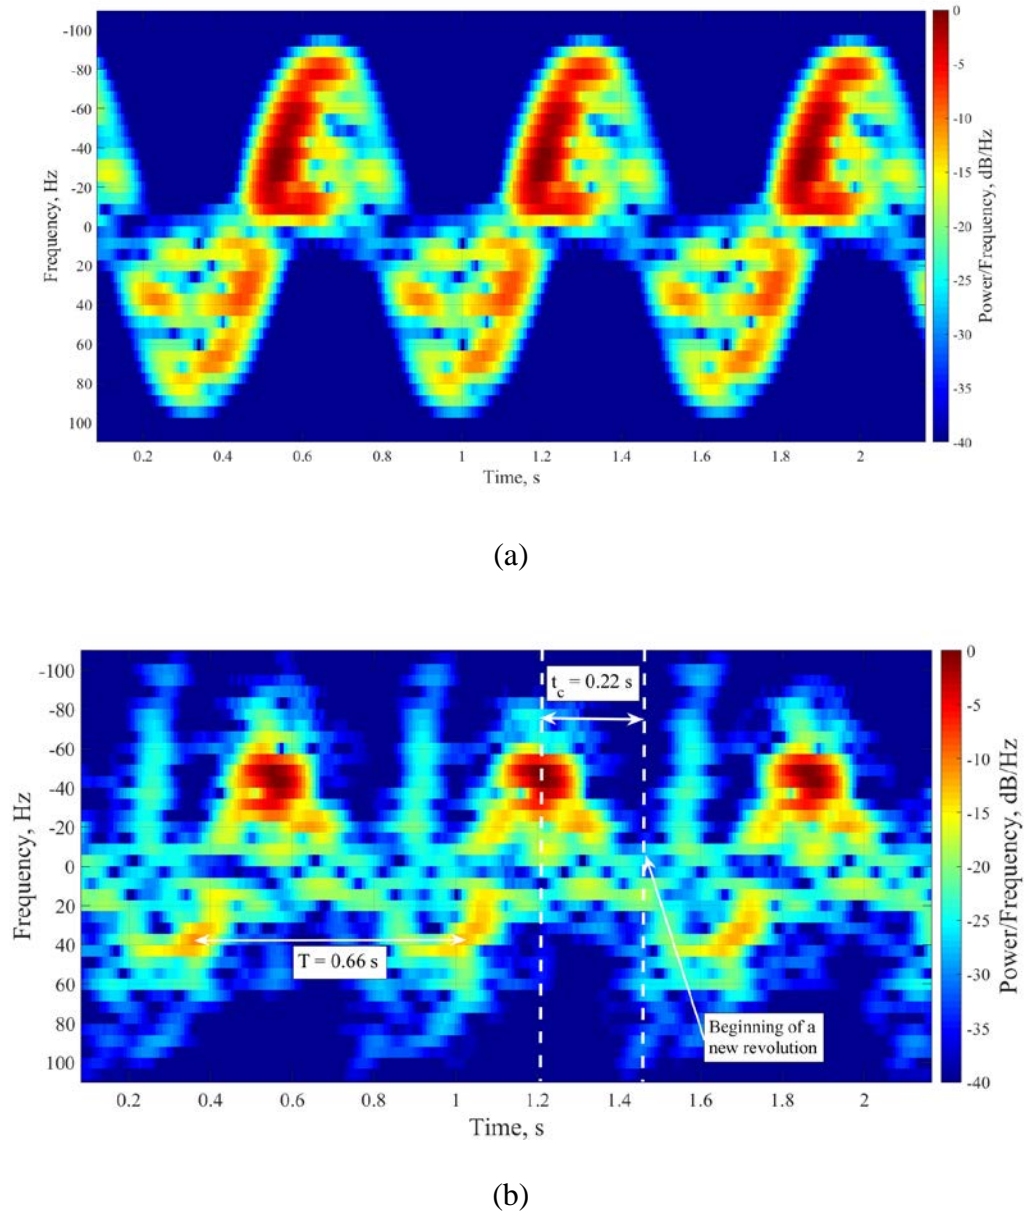 -100
-80
-60
-40
-20
0
20
40
60
80
100
Frequency, Hz
0.2 0.4 0.6 0.8 1 1.2 1.4 1.6 1.8 2
Time, s
0
-5
-10
-15
-20
-25
-30
-35
-40
Power/Frequency, dB/Hz
(a)
-100
-80
-60
-40
-20
0
20
40
60
80
100
Frequency, Hz
t_c = 0.22 s
T = 0.66 s
Beginning of a
new revolution
0.2 0.4 0.6 0.8 1 1.2 1.4 1.6 1.8 2
Time, s
0
-5
-10
-15
-20
-25
-30
-35
-40
Power/Frequency, dB/Hz
(b)